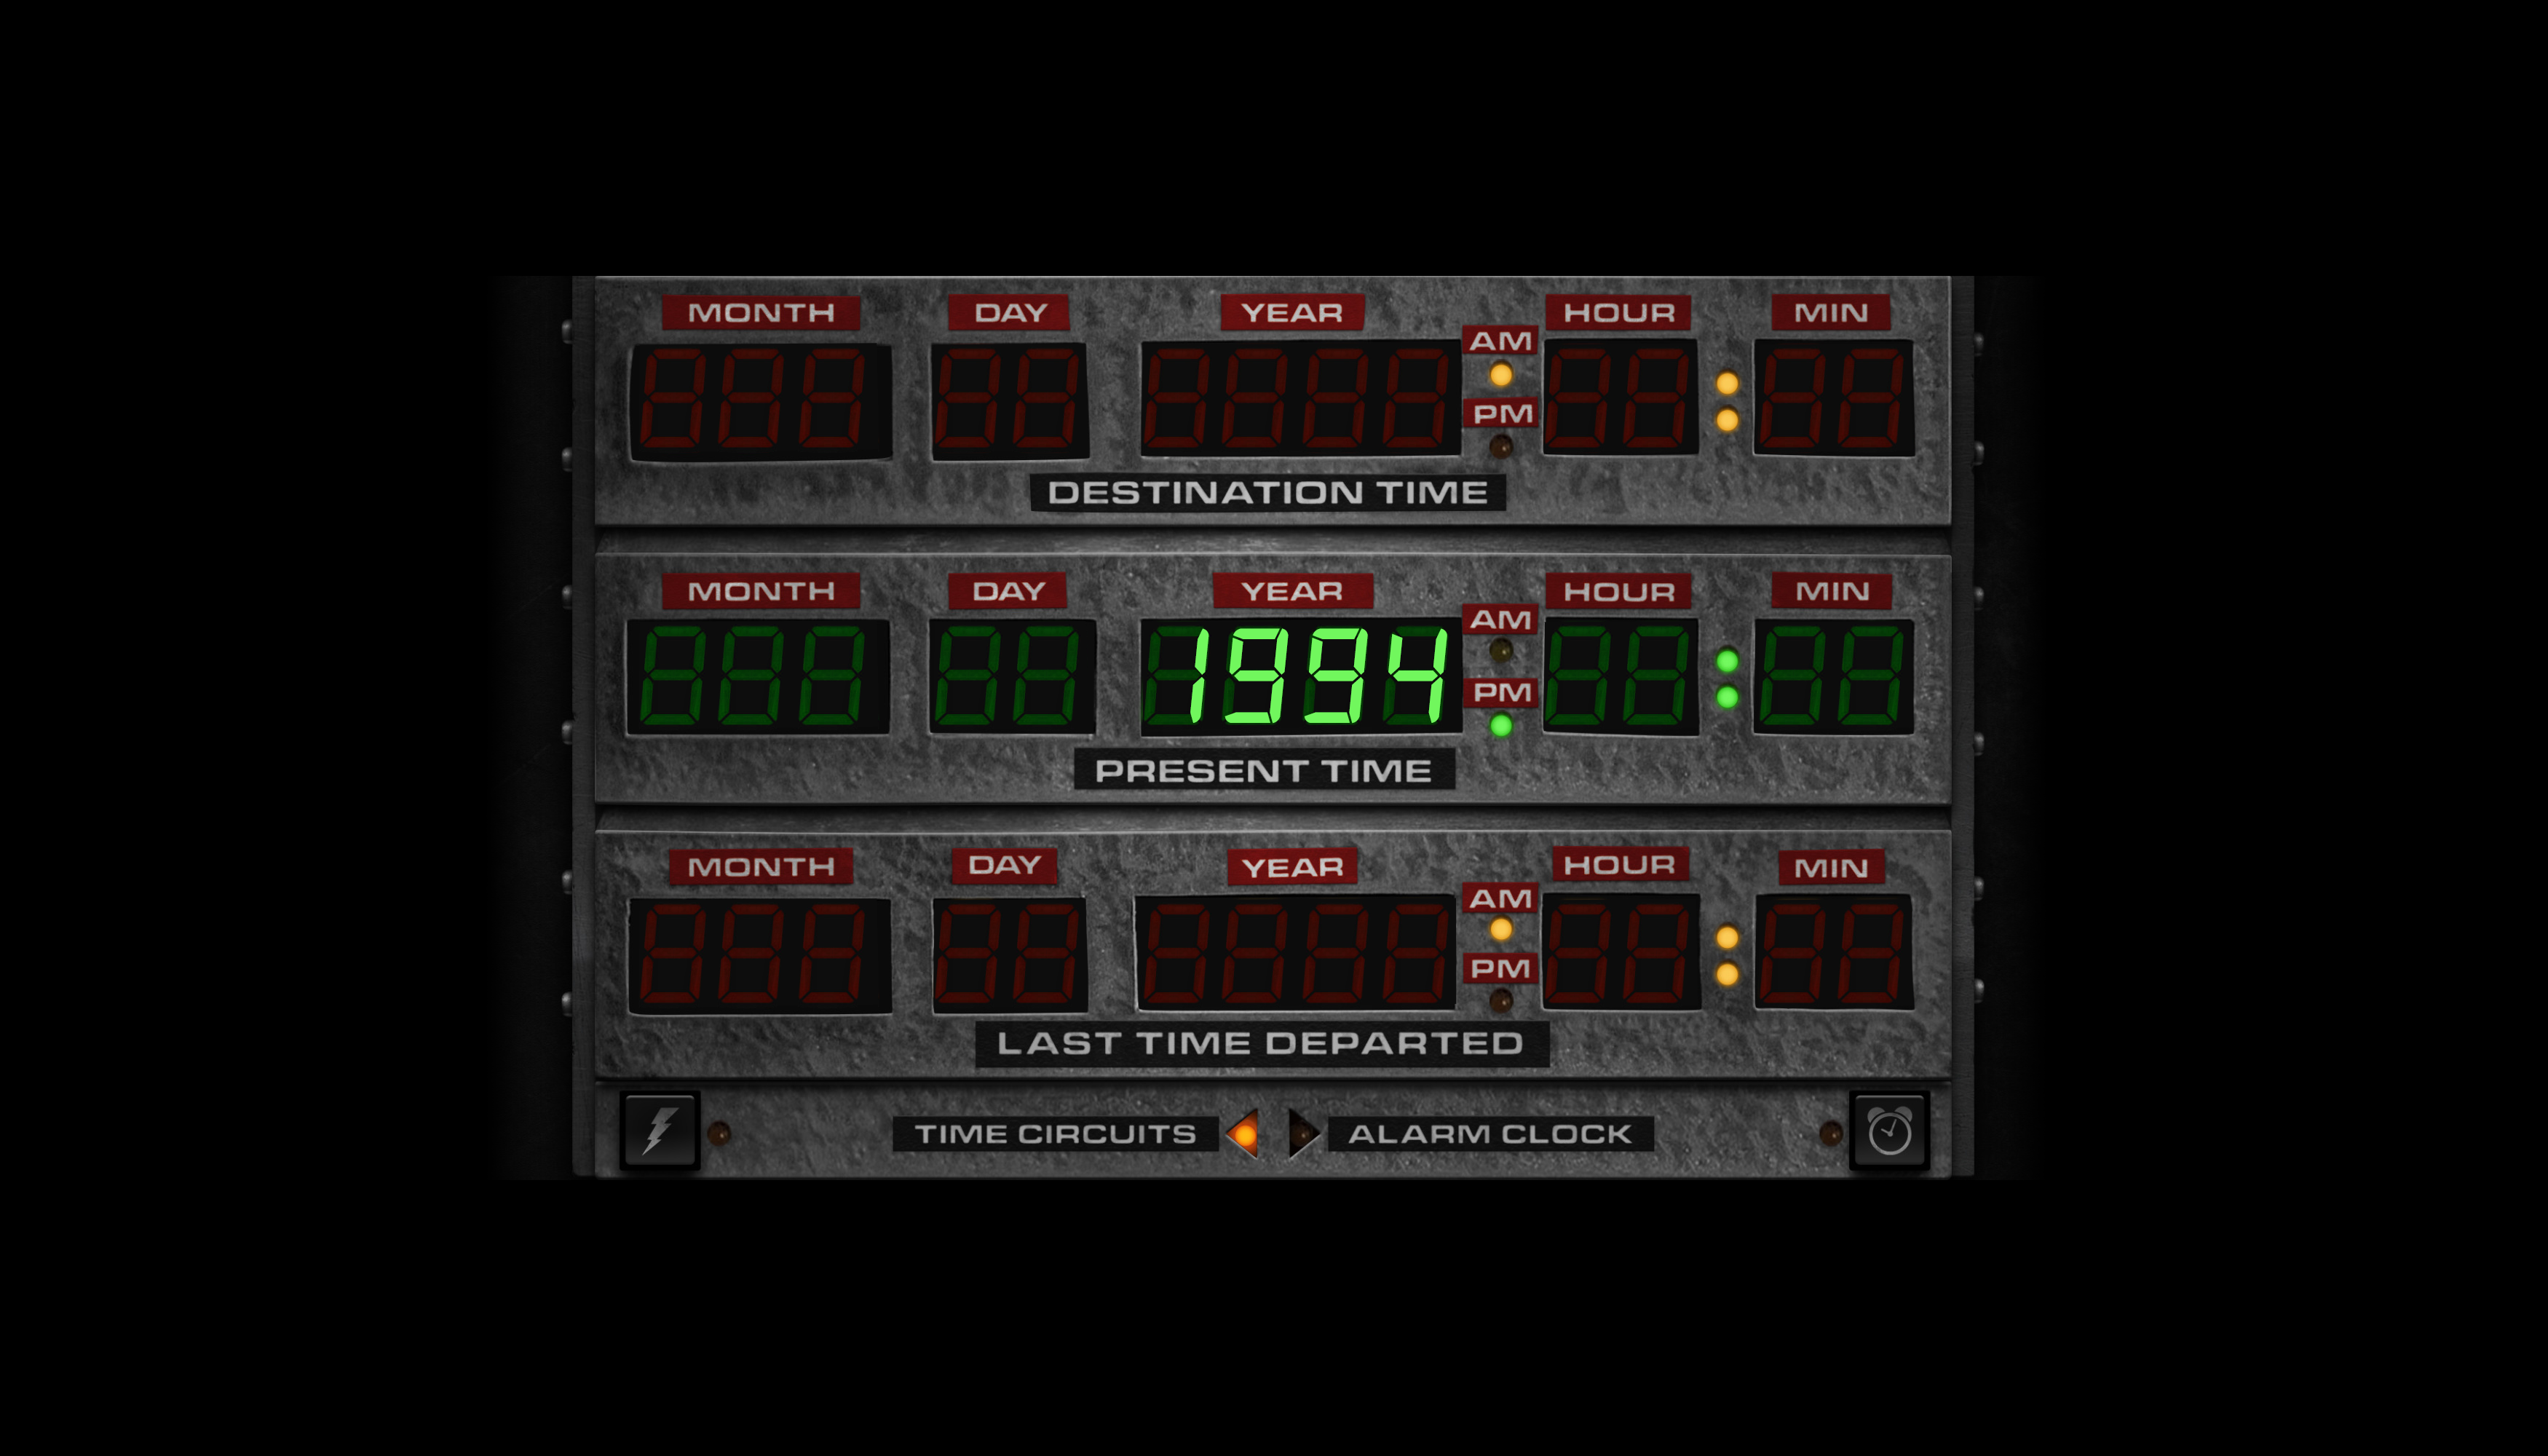 MONTH DAY YEAR AM PM HOUR MIN
DESTINATION TIME
MONTH DAY YEAR AM PM HOUR MIN
1994
PRESENT TIME
MONTH DAY YEAR AM PM HOUR MIN
LAST TIME DEPARTED
TIME CIRCUITS ALARM CLOCK